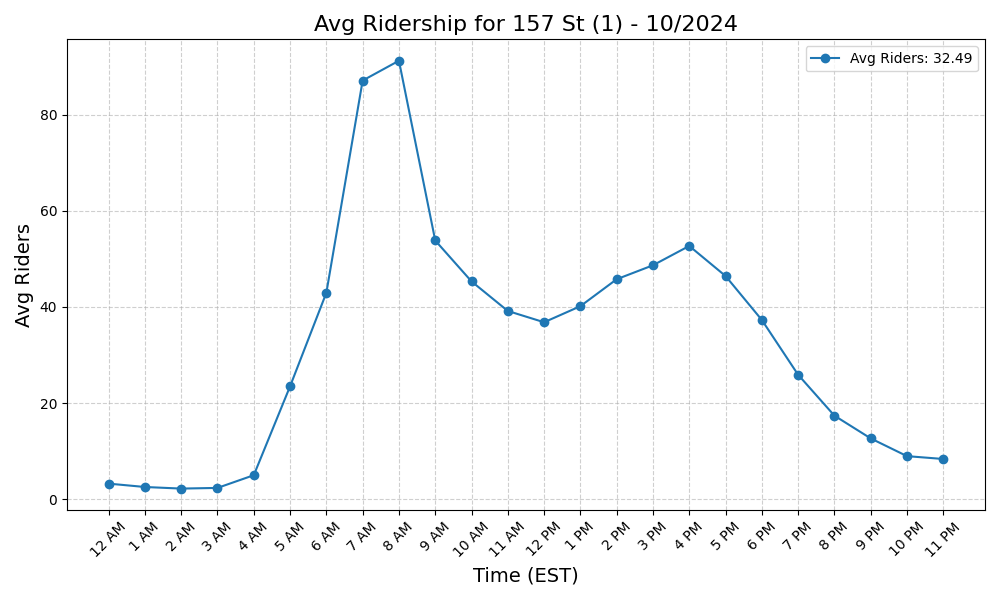 Avg Ridership for 157 St (1) - 10/2024
Avg Riders: 32.49
Avg Riders
80
60
40
20
0
12 AM
1 AM
2 AM
3 AM
4 AM
5 AM
6 AM
7 AM
8 AM
9 AM
10 AM
11 AM
12 PM
1 PM
2 PM
3 PM
4 PM
5 PM
6 PM
7 PM
8 PM
9 PM
10 PM
11 PM
Time (EST)